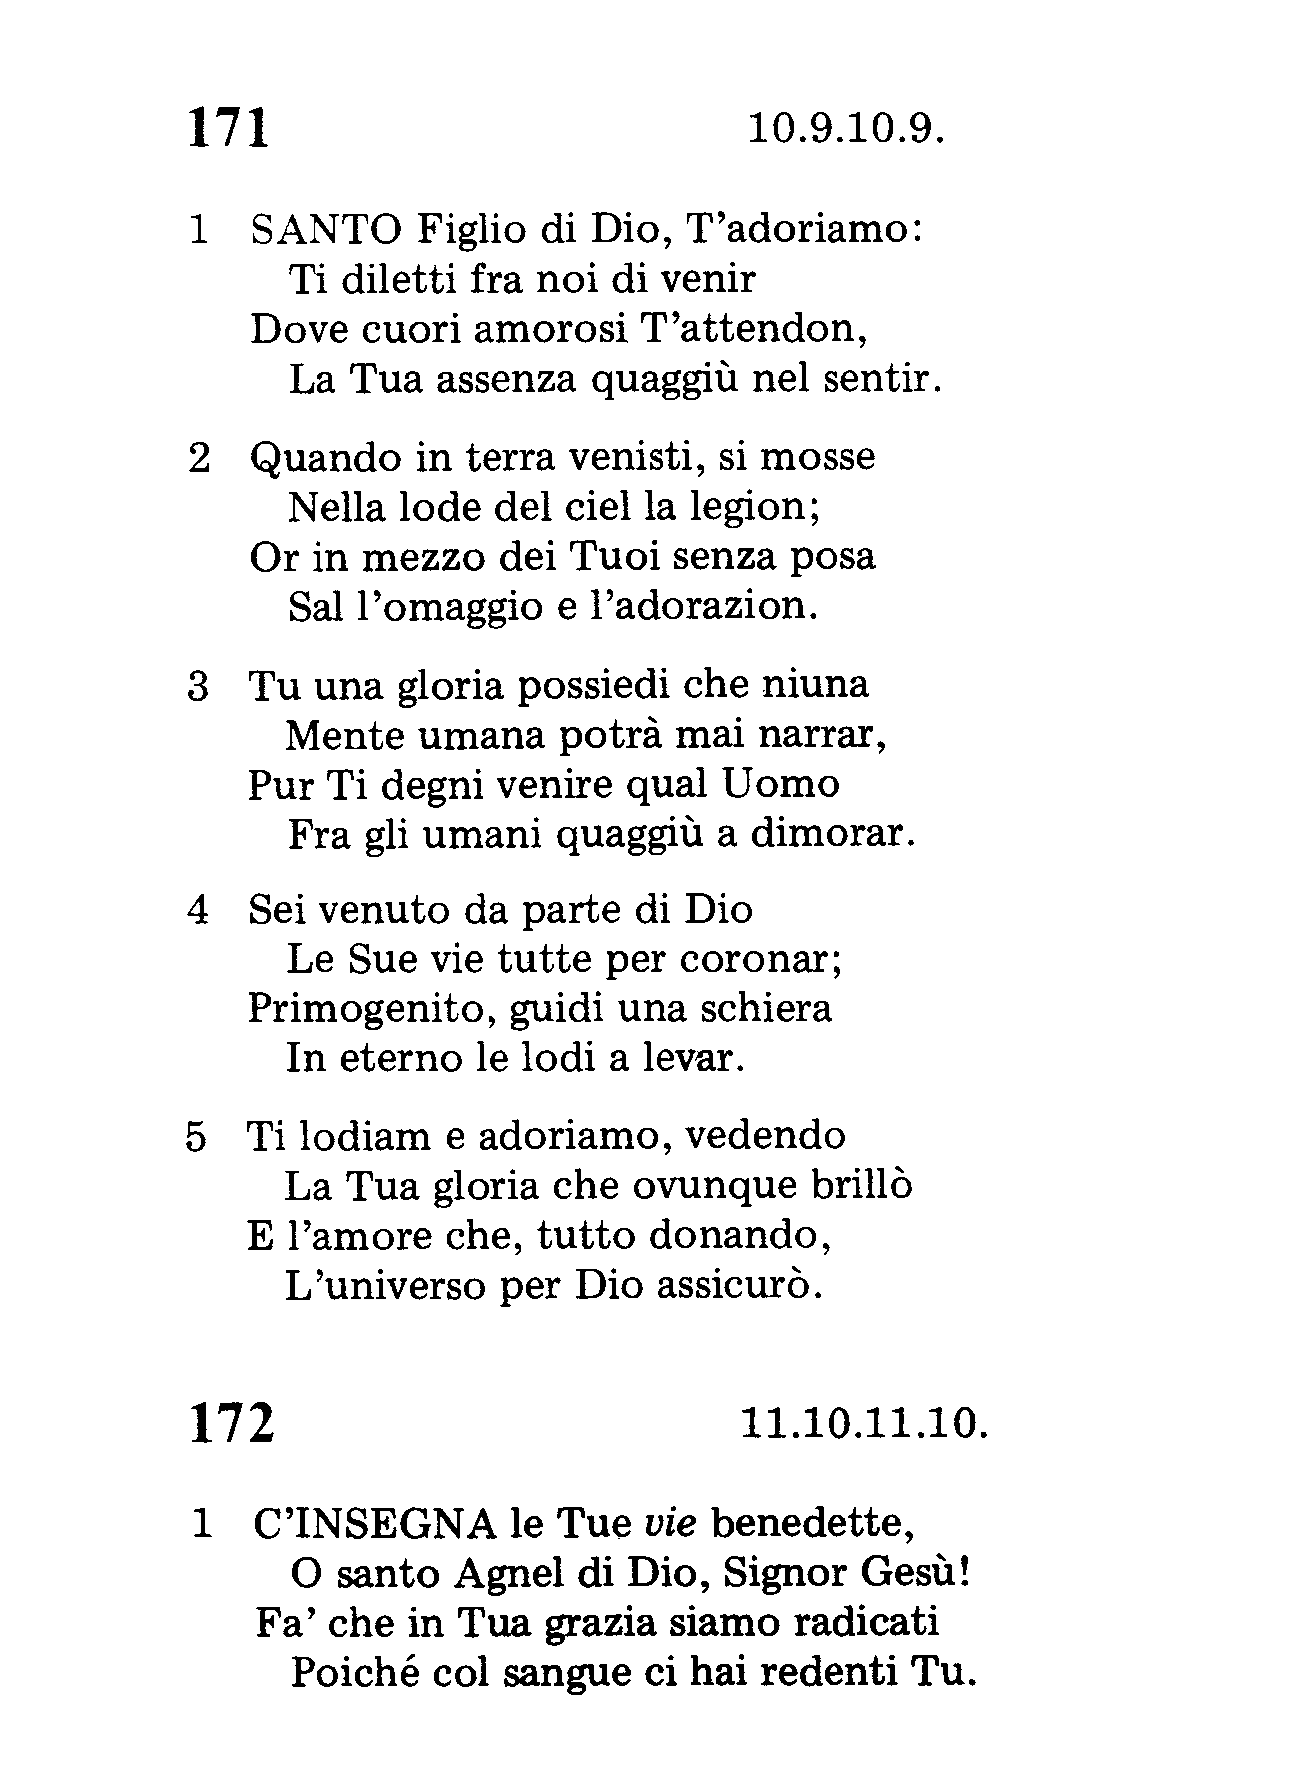 171 10.9.10.9.
1 SANTO Figlio di Dio, T’adoriamo:
Ti diletti fra noi di venir
Dove cuori amorosi T’attendon,
La Tua assenza quaggiù nel sentir.
2 Quando in terra venisti, si mosse
Nella lode del ciel la legion;
Or in mezzo dei Tuoi senza posa
Sal l’omaggio e l’adorazion.
3 Tu una gloria possiedi che niuna
Mente umana potrà mai narrar,
Pur Ti degni venire qual Uomo
Fra gli umani quaggiù a dimorar.
4 Sei venuto da parte di Dio
Le Sue vie tutte per coronar;
Primogenito, guidi una schiera
In eterno le lodi a levar.
5 Ti lodiam e adoriamo, vedendo
La Tua gloria che ovunque brillò
E l’amore che, tutto donando,
L’universo per Dio assicurò.
172 11.10.11.10.
1 C’INSEGNA le Tue vie benedette,
O santo Agnel di Dio, Signor Gesù!
Fa’ che in Tua grazia siamo radicati
Poiché col sangue ci hai redenti Tu.